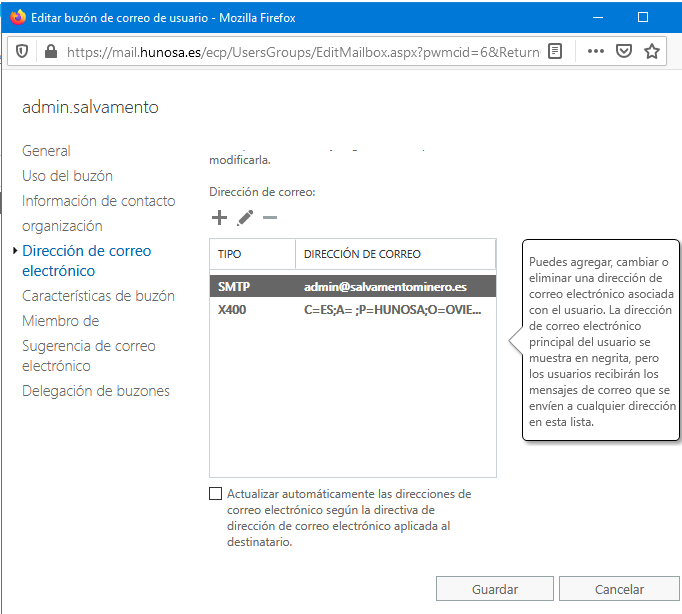 Editar buzón de correo de usuario - Mozilla Firefox
https://mail.hunosa.es/ecp/UsersGroups/EditMailbox.aspx?pwmcid=6&Return
admin.salvamento
General
Uso del buzón
Información de contacto
organización
Dirección de correo
electrónico
Características de buzón
Miembro de
Sugerencia de correo
electrónico
Delegación de buzones
modificarla.
Dirección de correo:
TIPO DIRECCIÓN DE CORREO
SMTP admin@salvamentominero.es
X400 C=ES;A= ;P=HUNOSA;O=OVIE...
Actualizar automáticamente las direcciones de
correo electrónico según la directiva de
dirección de correo electrónico aplicada al
destinatario.
Puedes agregar, cambiar o
eliminar una dirección de
correo electrónico asociada
con el usuario. La dirección
de correo electrónico
principal del usuario se
muestra en negrita, pero
los usuarios recibirán los
mensajes de correo que se
envíen a cualquier dirección
en esta lista.
Guardar Cancelar